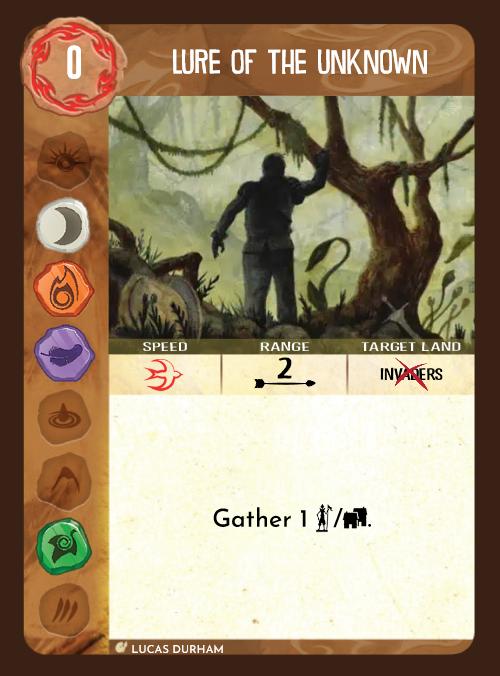 0
LURE OF THE UNKNOWN
SPEED RANGE TARGET LAND
2 INVADERS
Gather 1 /.
LUCAS DURHAM